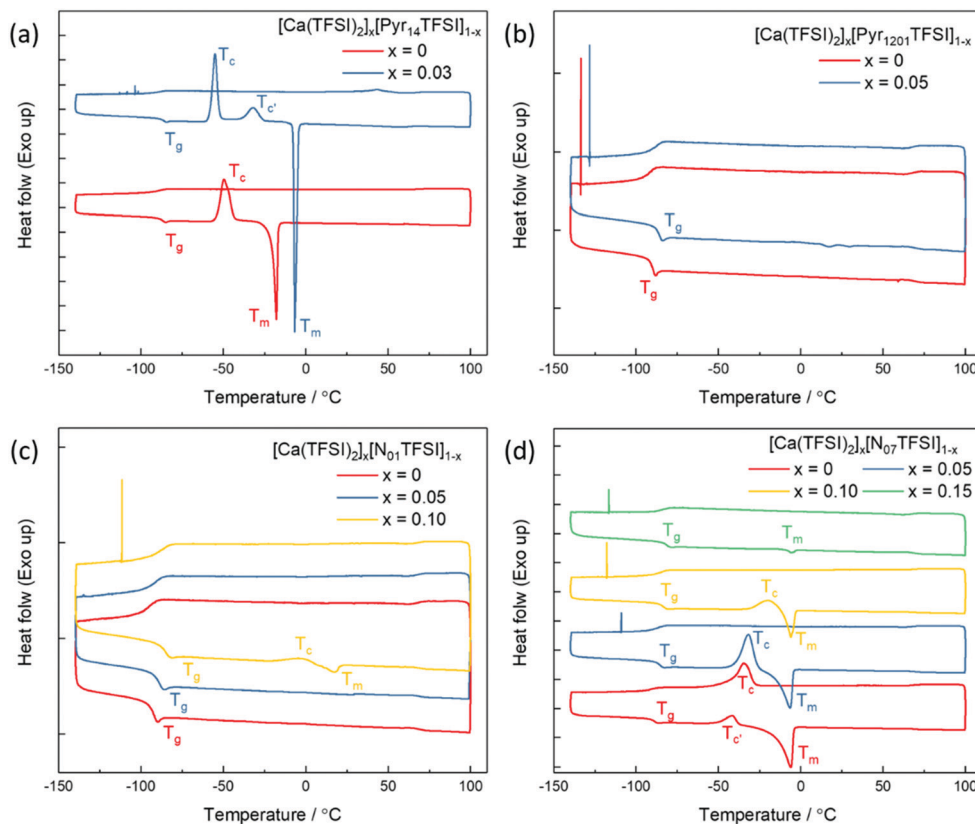 (a)
[Ca(TFSI)2]x[Pyr14TFSI]1-x
x = 0
x = 0.03
Tc
Tc'
Tg
Tc
Tg
Tm
Tm
Heat folw (Exo up)
-150 -100 -50 0 50 100
Temperature / °C
(b)
[Ca(TFSI)2]x[Pyr1201TFSI]1-x
x = 0
x = 0.05
Tg
Tg
Heat folw (Exo up)
-150 -100 -50 0 50 100
Temperature / °C
(c)
[Ca(TFSI)2]x[N01TFSI]1-x
x = 0
x = 0.05
x = 0.10
Tc
Tg
Tm
Tg
Tg
Heat folw (Exo up)
-150 -100 -50 0 50 100
Temperature / °C
(d)
[Ca(TFSI)2]x[N07TFSI]1-x
x = 0 x = 0.05
x = 0.10 x = 0.15
Tg Tm
Tc
Tg
Tm
Tc
Tg
Tc
Tm
Tg
Tc'
Tm
Heat folw (Exo up)
-150 -100 -50 0 50 100
Temperature / °C